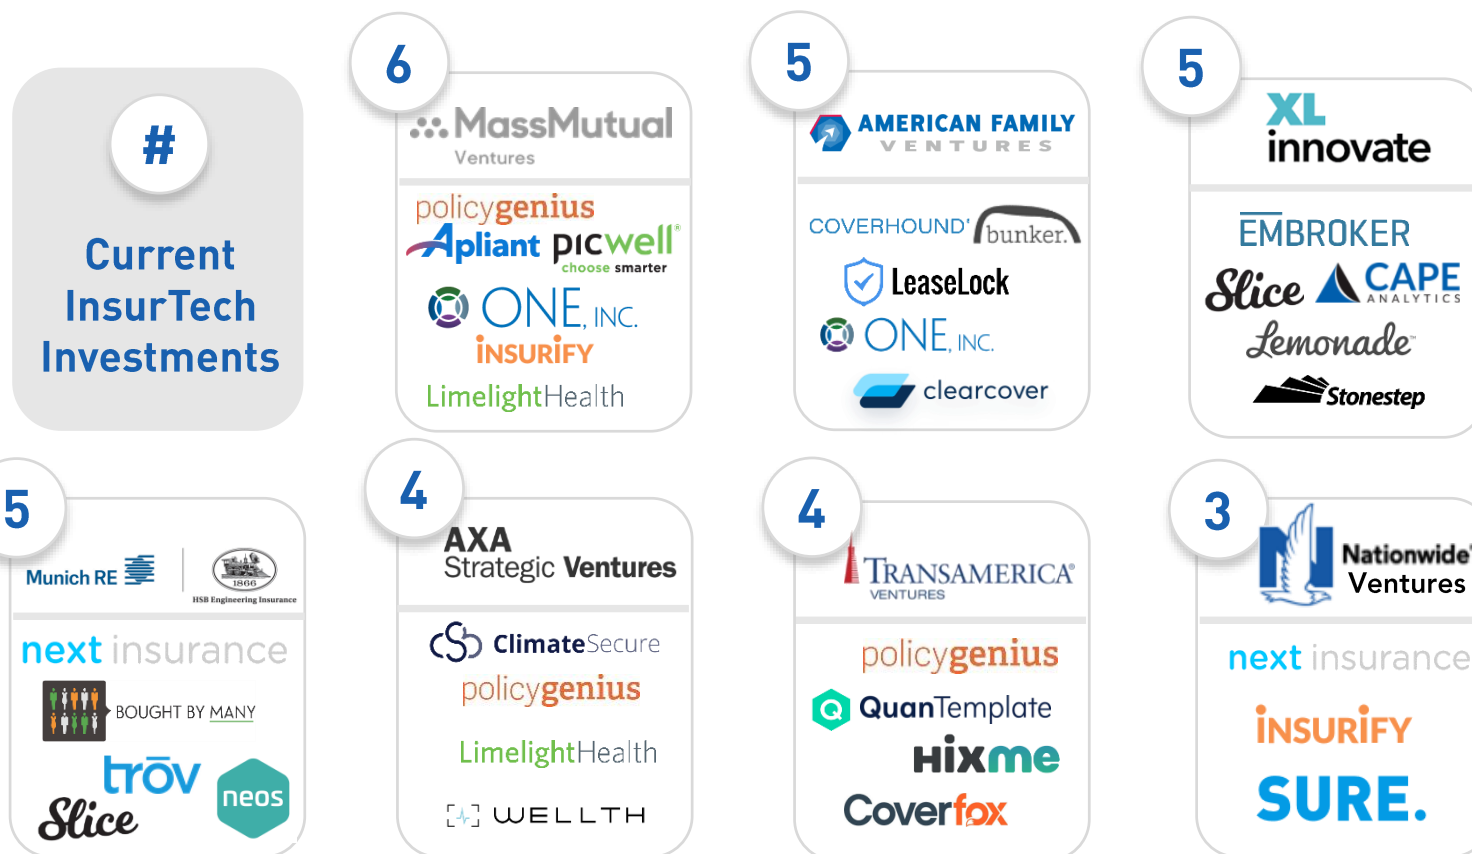 #
Current
InsurTech
Investments
6
MassMutual
Ventures
policygenius
Apliant picwell®
choose smarter
ONE, INC.
iNSURiFY
LimelightHealth
5
AMERICAN FAMILY
VENTURES
COVERHOUND' bunker.
LeaseLock
ONE, INC.
clearcover
5
XL
innovate
EMBROKER
Slice CAPE
ANALYTICS
Lemonade™
Stonestep
5
Munich RE
1866
HSB Engineering Insurance
next insurance
BOUGHT BY MANY
trōv
Slice
neos
4
AXA
Strategic Ventures
ClimateSecure
policygenius
LimelightHealth
WELLTH
4
TRANSAMERICA®
VENTURES
policygenius
Q QuanTemplate
Hixme
Coverfox
3
N Nationwide®
Ventures
next insurance
iNSURiFY
SURE.